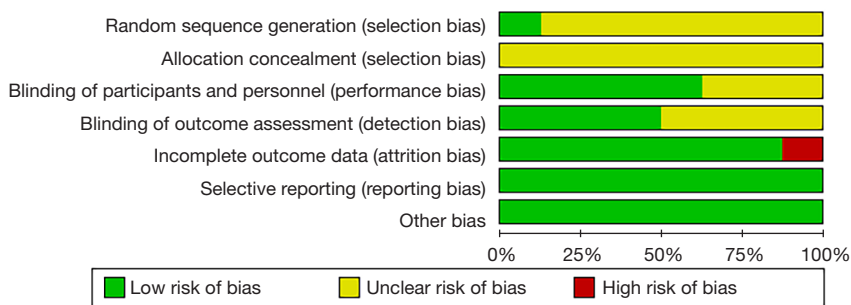 Random sequence generation (selection bias)
Allocation concealment (selection bias)
Blinding of participants and personnel (performance bias)
Blinding of outcome assessment (detection bias)
Incomplete outcome data (attrition bias)
Selective reporting (reporting bias)
Other bias
0% 25% 50% 75% 100%
Low risk of bias Unclear risk of bias High risk of bias